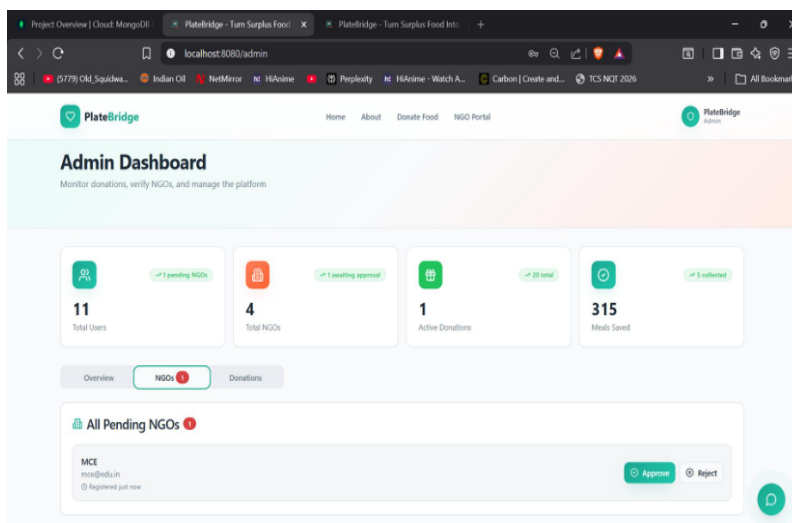 Project Overview | Cloud: MongoDB
PlateBridge - Turn Surplus Food
PlateBridge - Turn Surplus Food Into
localhost:8080/admin
(5779) Old_Squidwa...
Indian Oil
NetMirror
HiAnime
Perplexity
HiAnime - Watch A...
Carbon | Create and...
TCS NQT 2026
All Bookmar
PlateBridge
Home
About
Donate Food
NGO Portal
PlateBridge
Admin
Admin Dashboard
Monitor donations, verify NGOs, and manage the platform
1 pending NGOs
11
Total Users
1 awaiting approval
4
Total NGOs
20 total
1
Active Donations
5 collected
315
Meals Saved
Overview
NGOs 1
Donations
All Pending NGOs 1
MCE
mce@edu.in
Registered just now
Approve
Reject